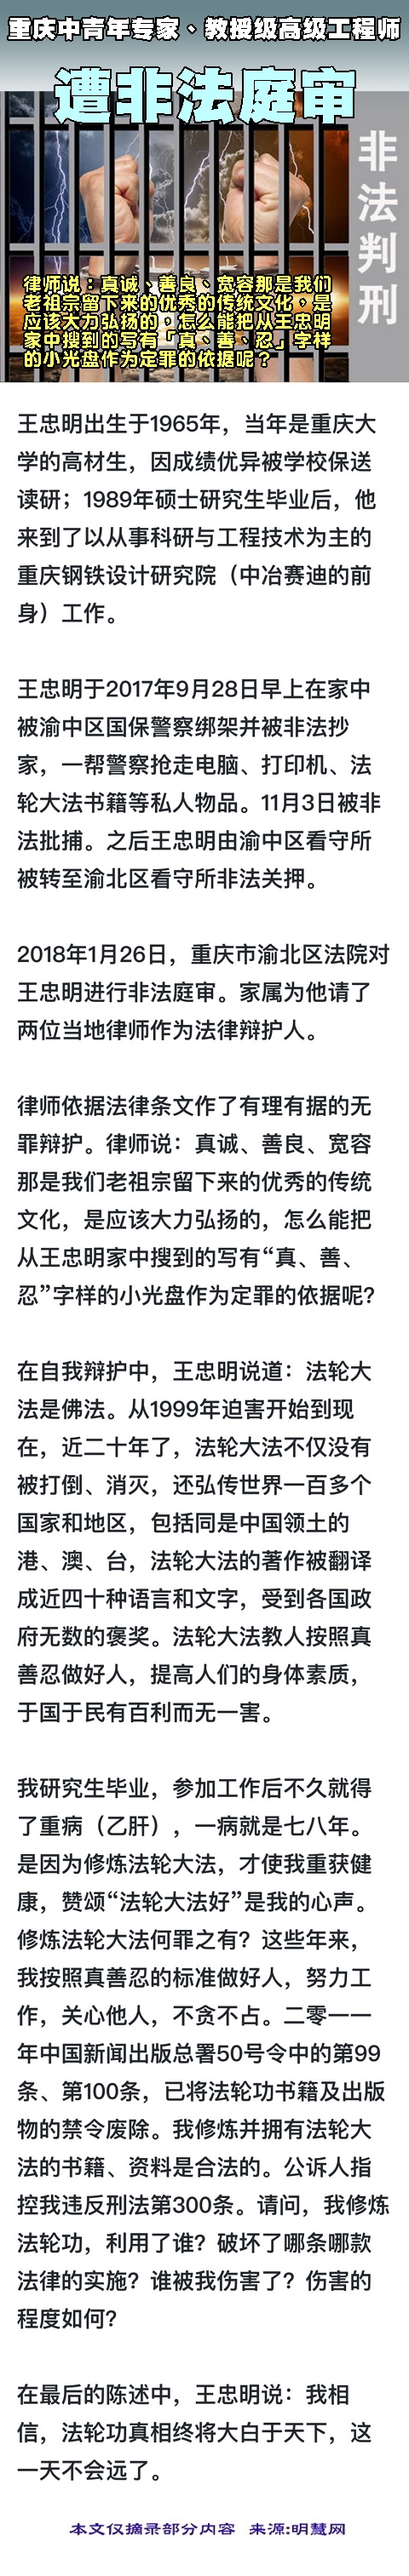 重庆中青年专家、教授级高级工程师
遭非法庭审
非法判刑
律师说：真诚、善良、宽容那是我们
老祖宗留下来的优秀的传统文化，是
应该大力弘扬的，怎么能把从王忠明
家中搜到的写有「真、善、忍」字样
的小光盘作为定罪的依据呢？
王忠明出生于1965年，当年是重庆大
学的高材生，因成绩优异被学校保送
读研；1989年硕士研究生毕业后，他
来到了以从事科研与工程技术为主的
重庆钢铁设计研究院（中冶赛迪的前
身）工作。
王忠明于2017年9月28日早上在家中
被渝中区国保警察绑架并被非法抄
家，一帮警察抢走电脑、打印机、法
轮大法书籍等私人物品。11月3日被非
法批捕。之后王忠明由渝中区看守所
被转至渝北区看守所非法关押。
2018年1月26日，重庆市渝北区法院对
王忠明进行非法庭审。家属为他请了
两位当地律师作为法律辩护人。
律师依据法律条文作了有理有据的无
罪辩护。律师说：真诚、善良、宽容
那是我们老祖宗留下来的优秀的传统
文化，是应该大力弘扬的，怎么能把
从王忠明家中搜到的写有“真、善、
忍”字样的小光盘作为定罪的依据呢?
在自我辩护中，王忠明说道：法轮大
法是佛法。从1999年迫害开始到现
在，近二十年了，法轮大法不仅没有
被打倒、消灭，还弘传世界一百多个
国家和地区，包括同是中国领土的
港、澳、台，法轮大法的著作被翻译
成近四十种语言和文字，受到各国政
府无数的褒奖。法轮大法教人按照真
善忍做好人，提高人们的身体素质，
于国于民有百利而无一害。
我研究生毕业，参加工作后不久就得
了重病（乙肝），一病就是七八年。
是因为修炼法轮大法，才使我重获健
康，赞颂“法轮大法好”是我的心声。
修炼法轮大法何罪之有？这些年来，
我按照真善忍的标准做好人，努力工
作，关心他人，不贪不占。二零一一
年中国新闻出版总署50号令中的第99
条、第100条，已将法轮功书籍及出版
物的禁令废除。我修炼并拥有法轮大
法的书籍、资料是合法的。公诉人指
控我违反刑法第300条。请问，我修炼
法轮功，利用了谁？破坏了哪条哪款
法律的实施？谁被我伤害了？伤害的
程度如何?
在最后的陈述中，王忠明说：我相
信，法轮功真相终将大白于天下，这
一天不会远了。
本文仅摘录部分内容 来源:明慧网